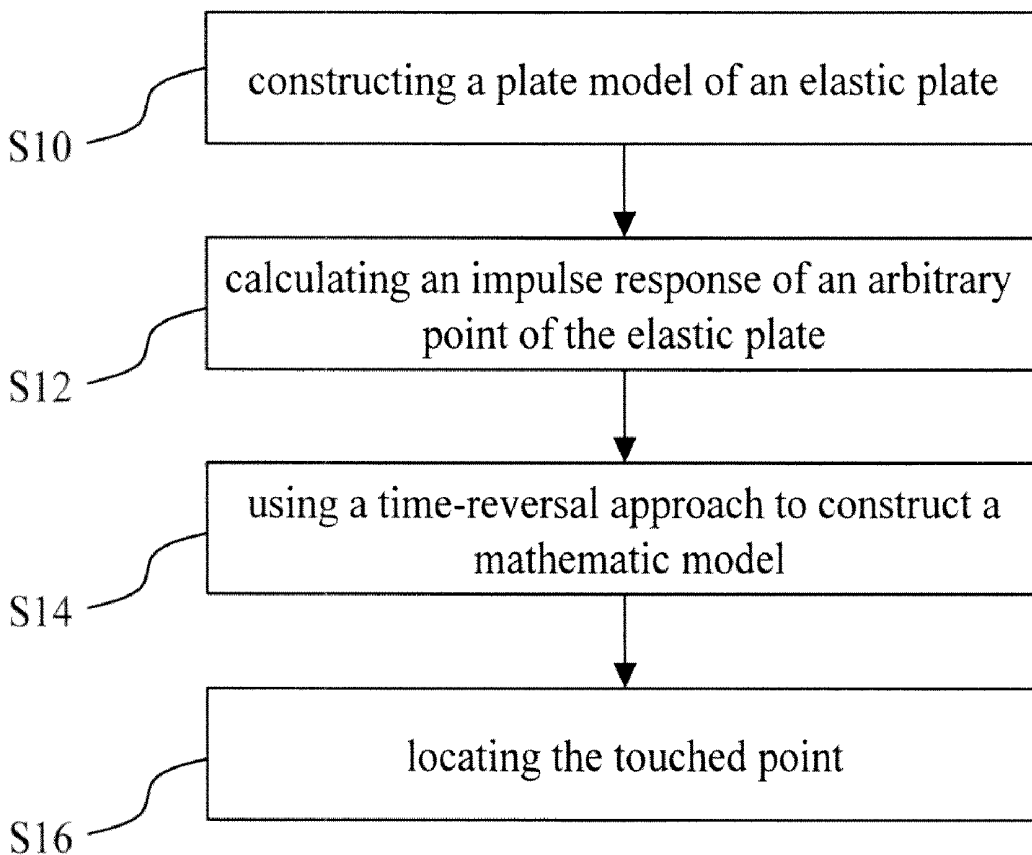 constructing a plate model of an elastic plate
S10
calculating an impulse response of an arbitrary
point of the elastic plate
S12
using a time-reversal approach to construct a
mathematic model
S14
locating the touched point
S16